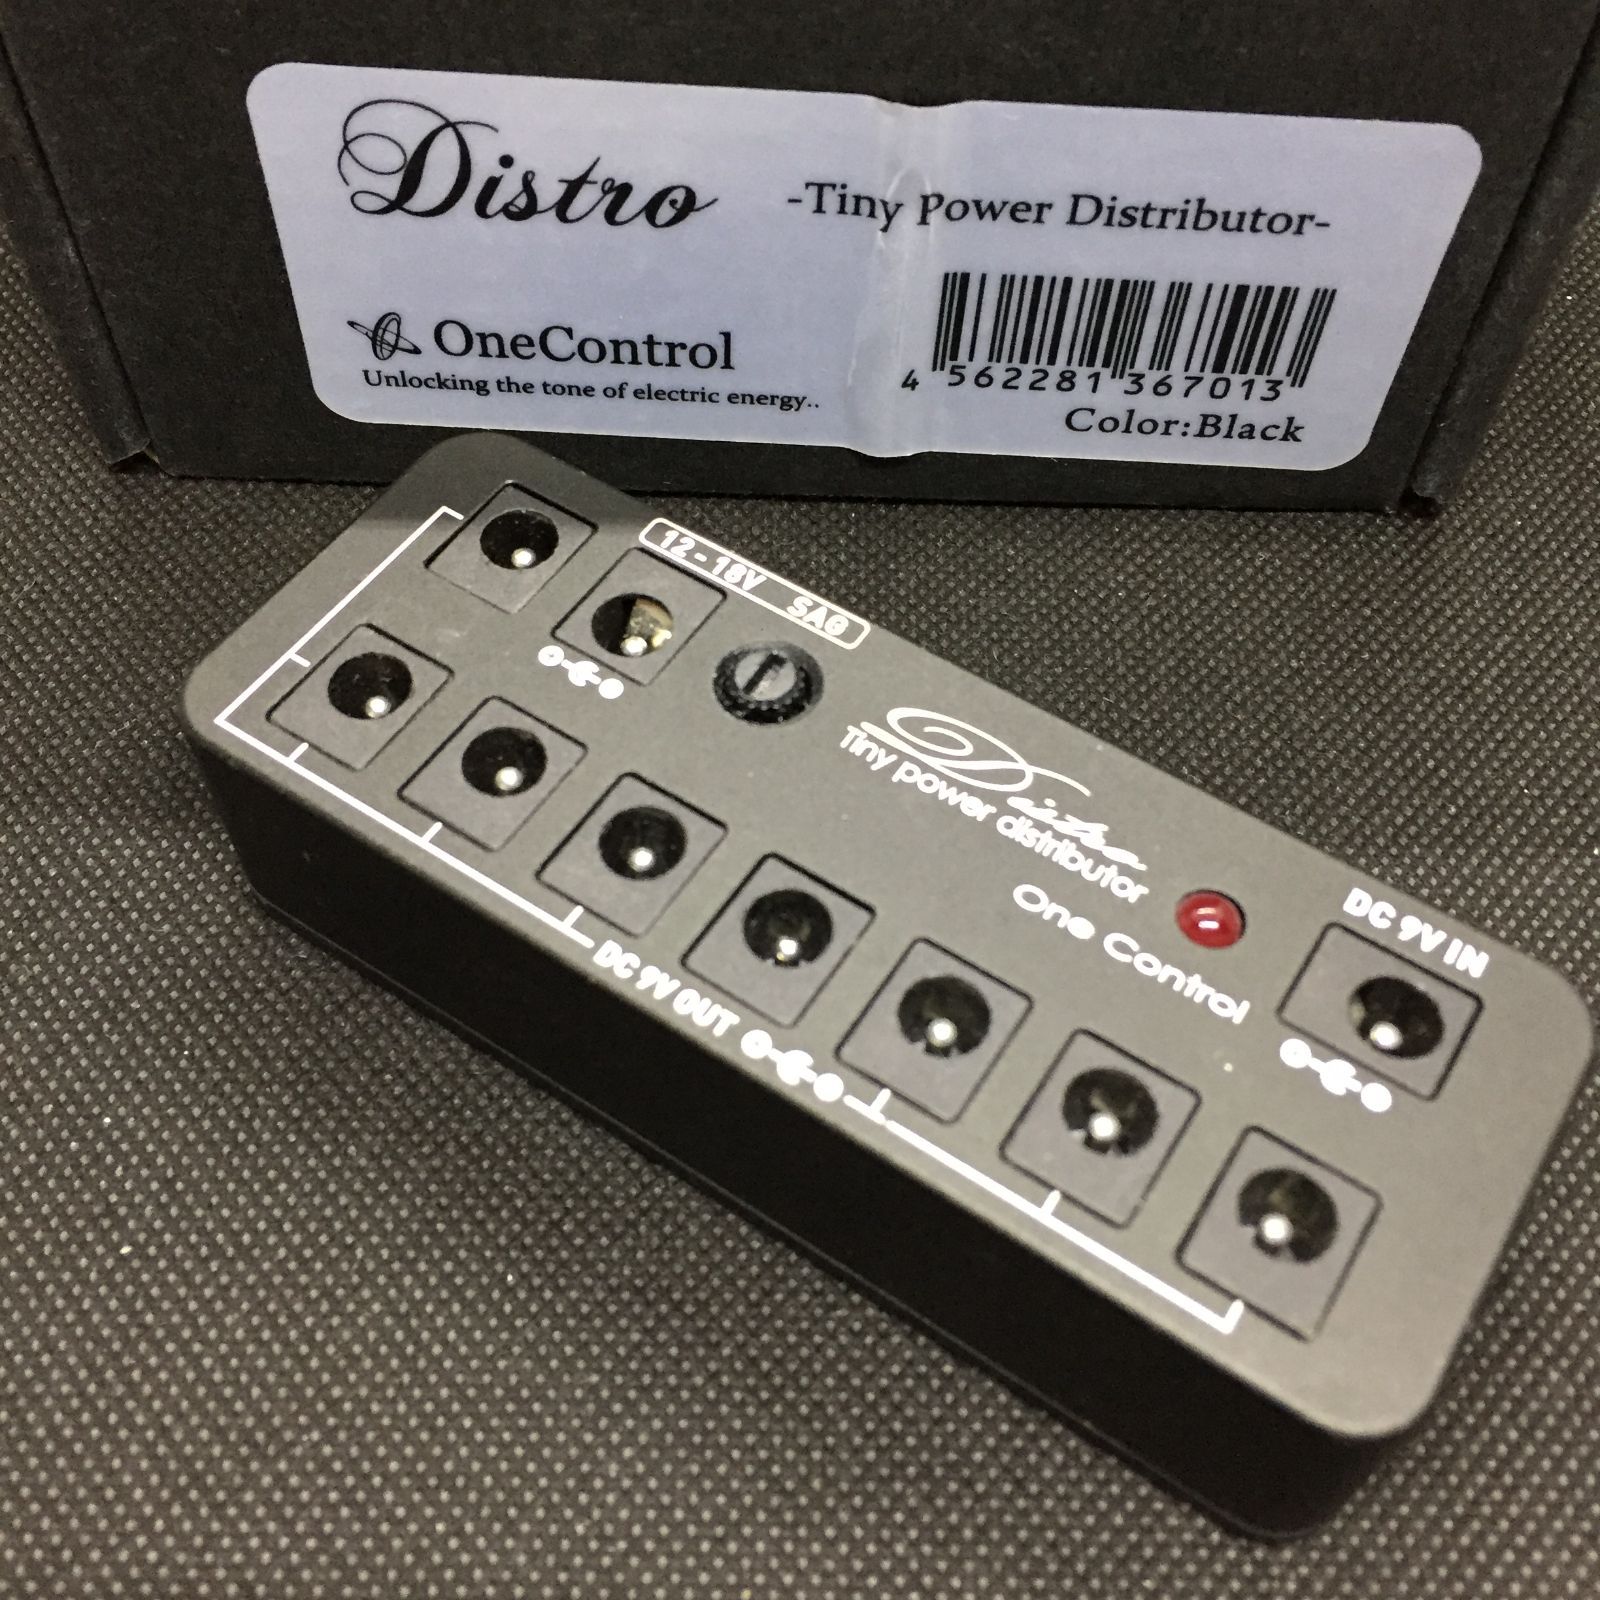 Distro
-Tiny Power Distributor-
OneControl
Unlocking the tone of electric energy..
4 562281 367013
Color:Black
12 - 18V SAG
Distro
Tiny power distributor
One Control
DC 9V IN
DC 9V OUT